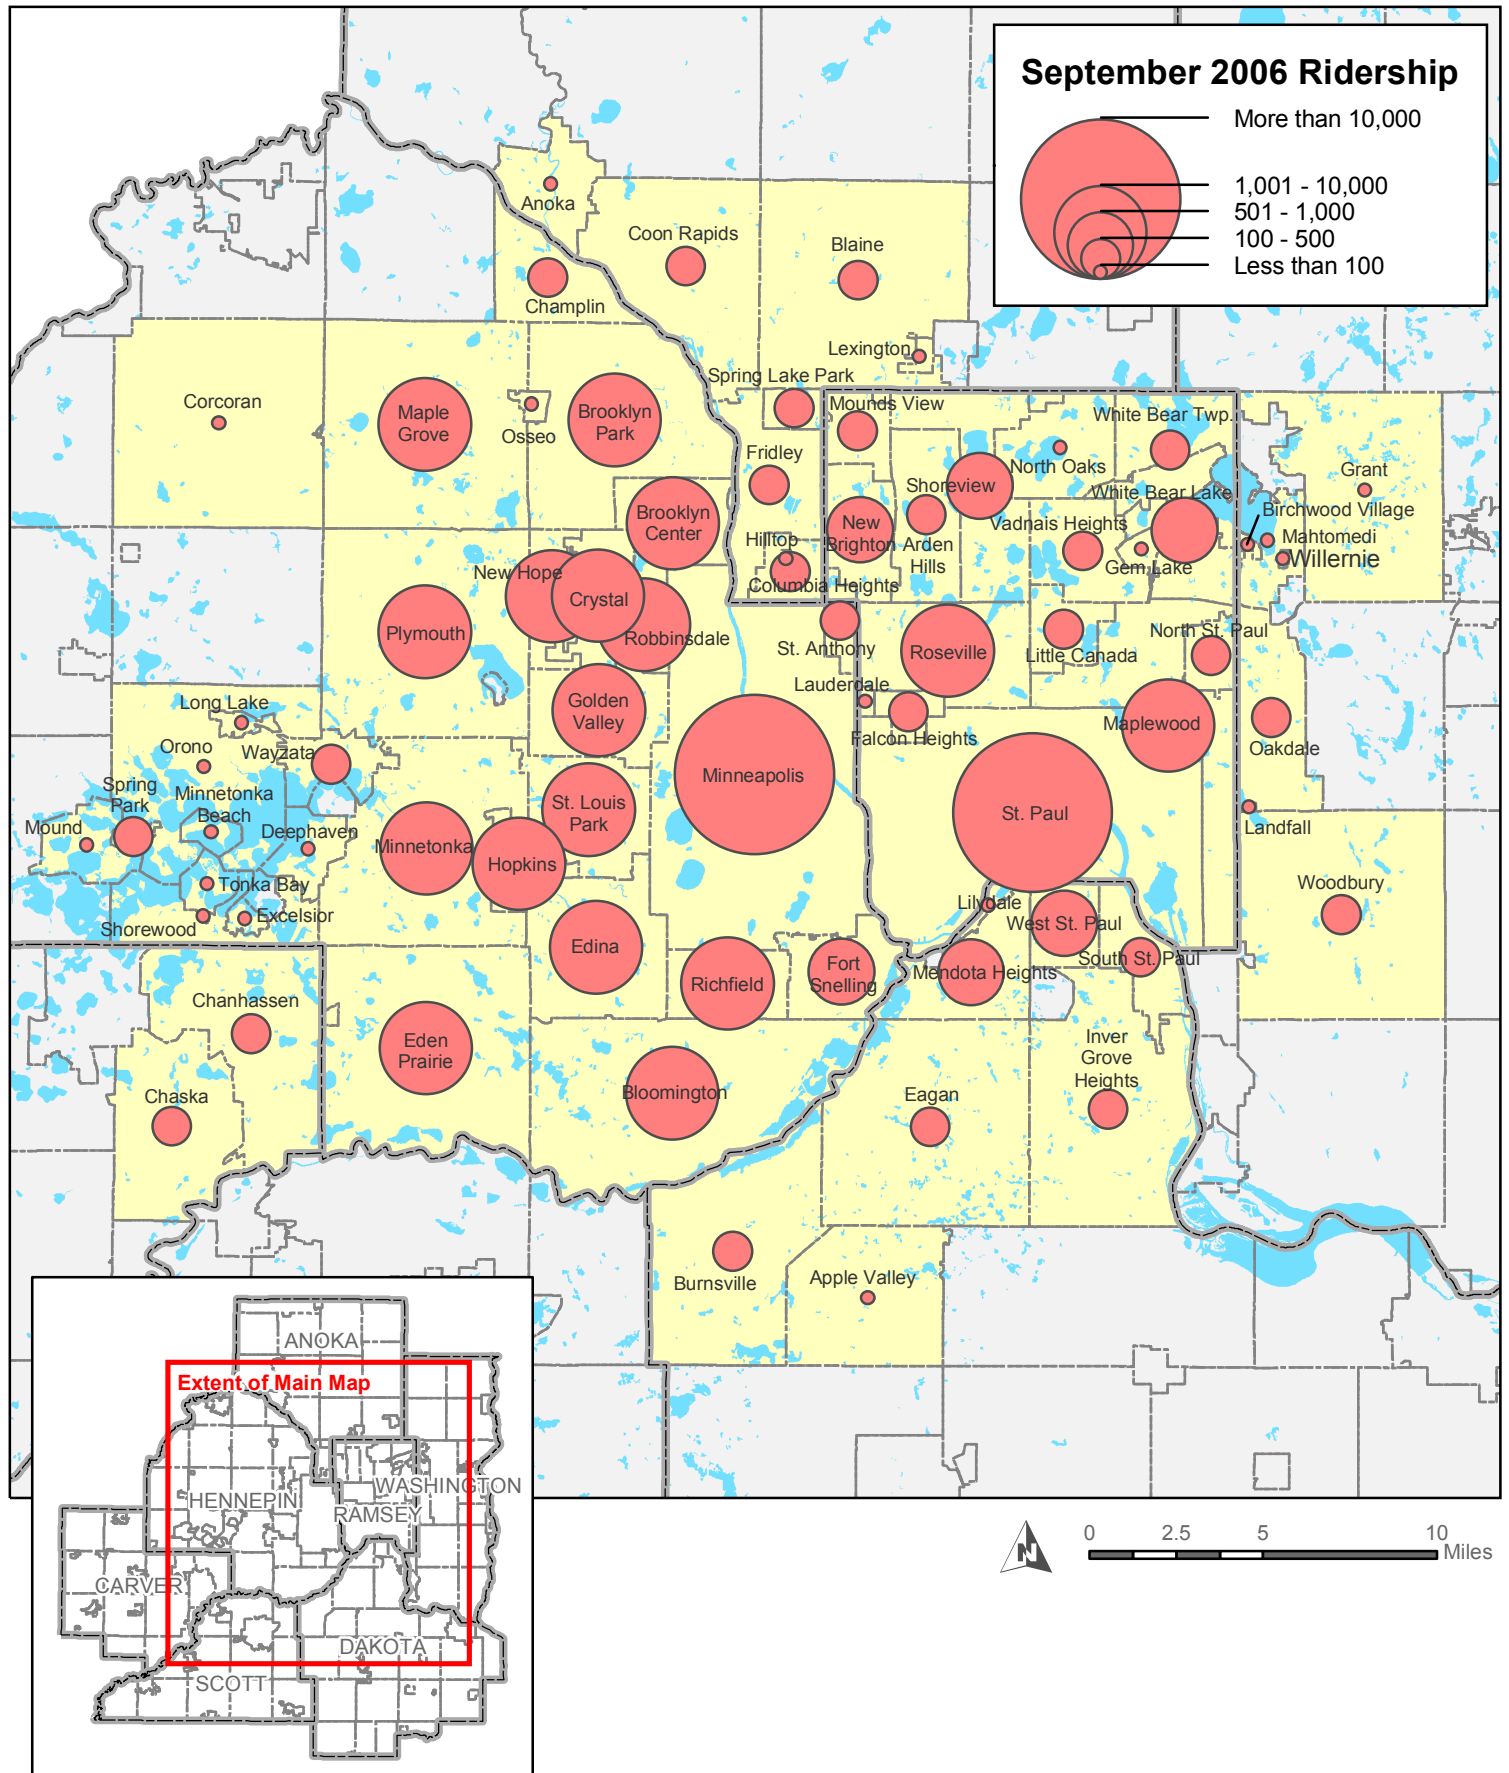 September 2006 Ridership
More than 10,000
1,001 - 10,000
501 - 1,000
100 - 500
Less than 100
Anoka
Coon Rapids
Blaine
Champlin
Lexington
Spring Lake Park
Corcoran
Maple
Grove
Osseo
Brooklyn
Park
Mounds View
White Bear Twp.
Fridley
North Oaks
Grant
Shoreview
White Bear Lake
Birchwood Village
Brooklyn
Center
New
Brighton
Arden
Hills
Vadnais Heights
Mahtomedi
Willernie
Hilltop
Gem Lake
Columbia Heights
New Hope
Crystal
Robbinsdale
Plymouth
St. Anthony
Roseville
Little Canada
North St. Paul
Lauderdale
Long Lake
Golden
Valley
Falcon Heights
Maplewood
Oakdale
Orono
Wayzata
Minneapolis
Spring
Park
Minnetonka
Beach
St. Louis
Park
St. Paul
Mound
Deephaven
Landfall
Minnetonka
Hopkins
Tonka Bay
Excelsior
Shorewood
Woodbury
Lilydale
West St. Paul
Edina
South St. Paul
Richfield
Fort
Snelling
Mendota Heights
Chanhassen
Eden
Prairie
Inver
Grove
Heights
Chaska
Bloomington
Eagan
Burnsville
Apple Valley
ANOKA
Extent of Main Map
HENNEPIN
WASHINGTON
RAMSEY
CARVER
DAKOTA
SCOTT
N
0 2.5 5 10
Miles